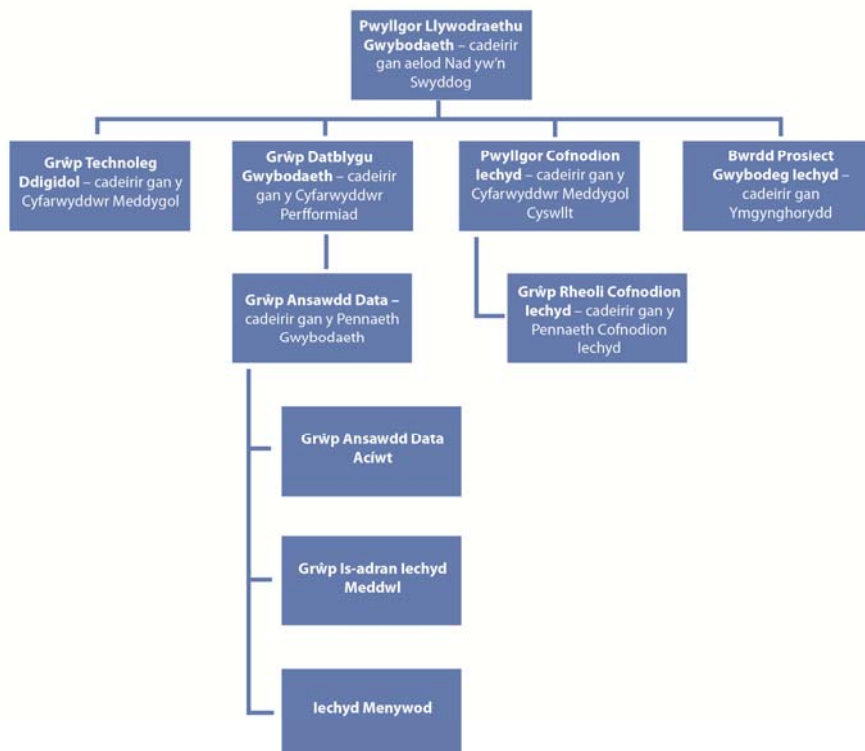 Pwyllgor Llywodraethu
Gwybodaeth – cadeirir
gan aelod Nad yw'n
Swyddog
Grŵp Technoleg
Ddigidol – cadeirir gan y
Cyfarwyddwr Meddygol
Grŵp Datblygu
Gwybodaeth – cadeirir
gan y Cyfarwyddwr
Perfformiad
Pwyllgor Cofnodion
Iechyd – cadeirir gan y
Cyfarwyddwr Meddygol
Cyswllt
Bwrdd Prosiect
Gwybodeg Iechyd –
cadeirir gan
Ymgynghorydd
Grŵp Ansawdd Data –
cadeirir gan y Pennaeth
Gwybodaeth
Grŵp Rheoli Cofnodion
Iechyd – cadeirir gan y
Pennaeth Cofnodion
Iechyd
Grŵp Ansawdd Data
Acíwt
Grŵp Is-adran Iechyd
Meddwl
Iechyd Menywod